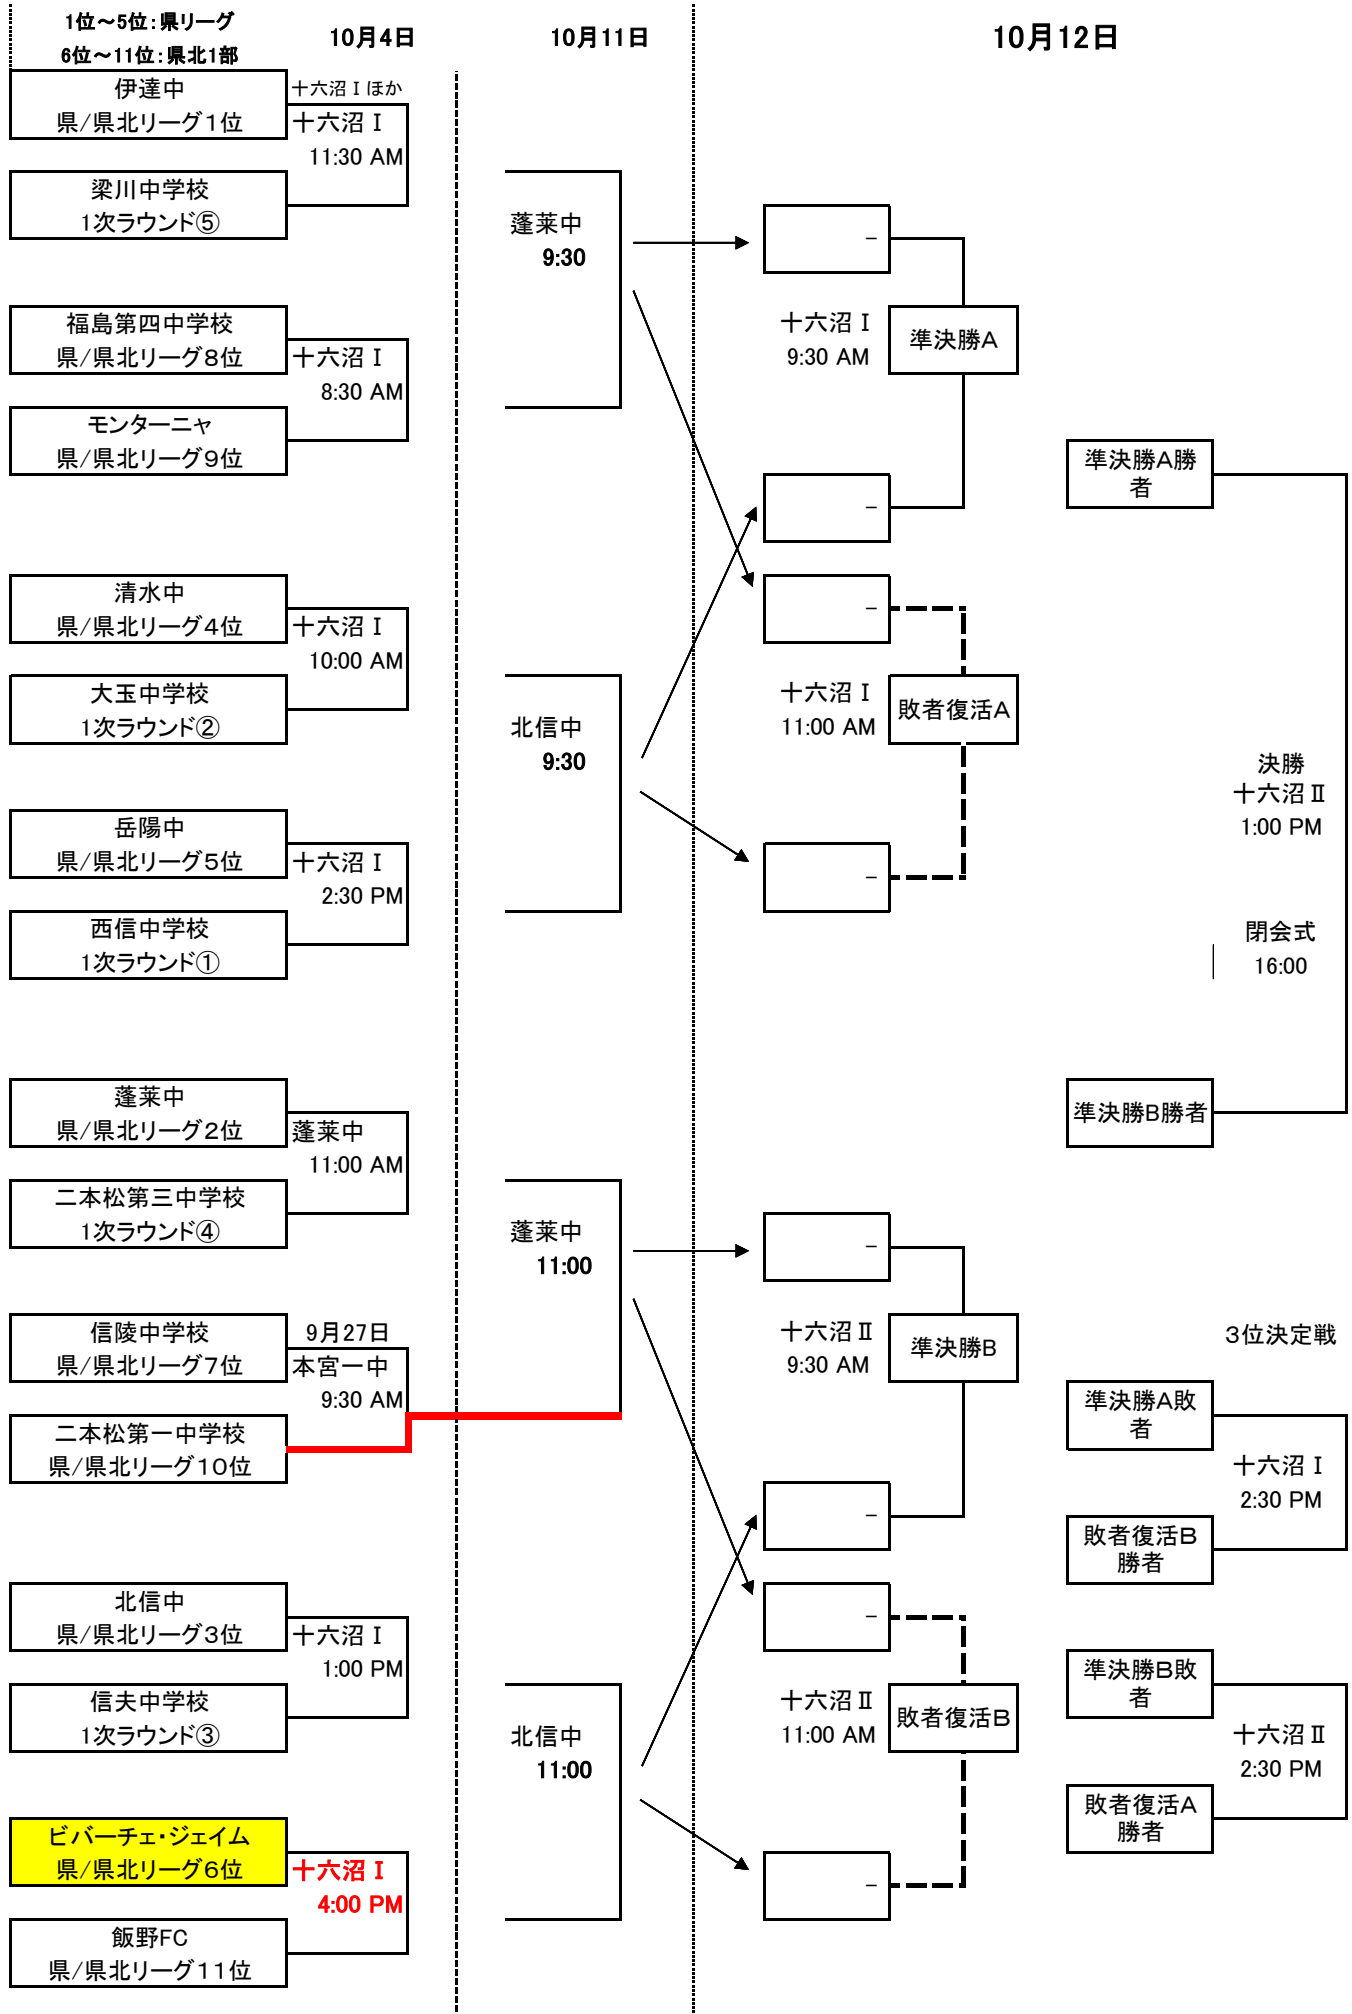 1位～5位：県リーグ
6位～11位：県北1部
10月4日
10月11日
10月12日
伊達中
県/県北リーグ1位
十六沼Ⅰほか
十六沼Ⅰ
11:30 AM
梁川中学校
1次ラウンド⑤
福島第四中学校
県/県北リーグ8位
十六沼Ⅰ
8:30 AM
モンターニャ
県/県北リーグ9位
清水中
県/県北リーグ4位
十六沼Ⅰ
10:00 AM
大玉中学校
1次ラウンド②
岳陽中
県/県北リーグ5位
十六沼Ⅰ
2:30 PM
西信中学校
1次ラウンド①
蓬莱中
県/県北リーグ2位
蓬莱中
11:00 AM
二本松第三中学校
1次ラウンド④
信陵中学校
県/県北リーグ7位
9月27日
本宮一中
9:30 AM
二本松第一中学校
県/県北リーグ10位
北信中
県/県北リーグ3位
十六沼Ⅰ
1:00 PM
信夫中学校
1次ラウンド③
ビバーチェ・ジェイム
県/県北リーグ6位
十六沼Ⅰ
4:00 PM
飯野FC
県/県北リーグ11位
蓬莱中
9:30
北信中
9:30
蓬莱中
11:00
北信中
11:00
－
十六沼Ⅰ
9:30 AM
準決勝A
－
－
十六沼Ⅰ
11:00 AM
敗者復活A
－
－
十六沼Ⅱ
9:30 AM
準決勝B
－
－
十六沼Ⅱ
11:00 AM
敗者復活B
－
準決勝A勝
者
決勝
十六沼Ⅱ
1:00 PM
閉会式
16:00
準決勝B勝者
3位決定戦
準決勝A敗
者
十六沼Ⅰ
2:30 PM
敗者復活B
勝者
準決勝B敗
者
十六沼Ⅱ
2:30 PM
敗者復活A
勝者